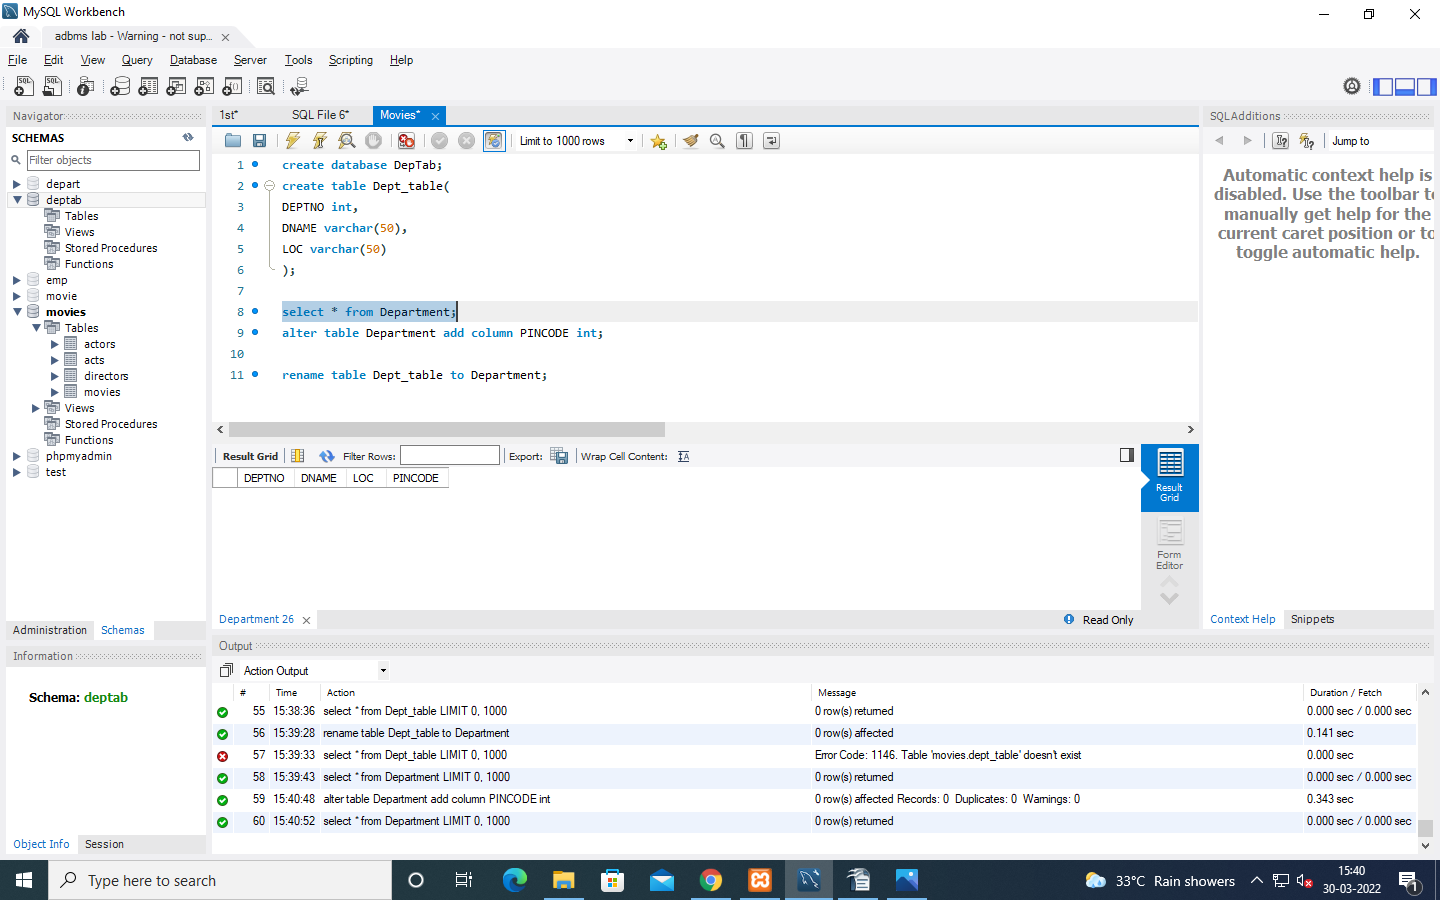 MySQL Workbench
adbms lab - Warning - not sup...
File Edit View Query Database Server Tools Scripting Help
Navigator
SCHEMAS
Filter objects
depart
deptab
Tables
Views
Stored Procedures
Functions
emp
movie
movies
Tables
actors
acts
directors
movies
Views
Stored Procedures
Functions
phpmyadmin
test
Administration Schemas
Information
Schema: deptab
Object Info Session
1st* SQL File 6* Movies*
Limit to 1000 rows
1 create database DepTab;
2 create table Dept_table(
3 DEPTNO int,
4 DNAME varchar(50),
5 LOC varchar(50)
6 );
7
8 select * from Department;
9 alter table Department add column PINCODE int;
10
11 rename table Dept_table to Department;
Result Grid Filter Rows: Export: Wrap Cell Content:
DEPTNO DNAME LOC PINCODE
Result
Grid
Form
Editor
Department 26 Read Only
SQLAdditions
Jump to
Automatic context help is
disabled. Use the toolbar to
manually get help for the
current caret position or to
toggle automatic help.
Context Help Snippets
Output
Action Output
# Time Action Message Duration / Fetch
55 15:38:36 select * from Dept_table LIMIT 0, 1000 0 row(s) returned 0.000 sec / 0.000 sec
56 15:39:28 rename table Dept_table to Department 0 row(s) affected 0.141 sec
57 15:39:33 select * from Dept_table LIMIT 0, 1000 Error Code: 1146. Table 'movies.dept_table' doesn't exist 0.000 sec
58 15:39:43 select * from Department LIMIT 0, 1000 0 row(s) returned 0.000 sec / 0.000 sec
59 15:40:48 alter table Department add column PINCODE int 0 row(s) affected Records: 0 Duplicates: 0 Warnings: 0 0.343 sec
60 15:40:52 select * from Department LIMIT 0, 1000 0 row(s) returned 0.000 sec / 0.000 sec
Type here to search
33°C Rain showers
15:40
30-03-2022
1